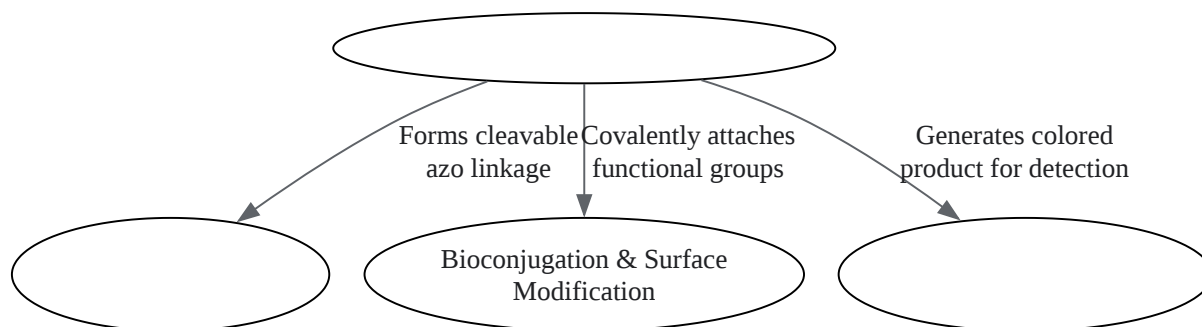 Forms cleavable
azo linkage
Covalently attaches
functional groups
Generates colored
product for detection
Bioconjugation & Surface
Modification